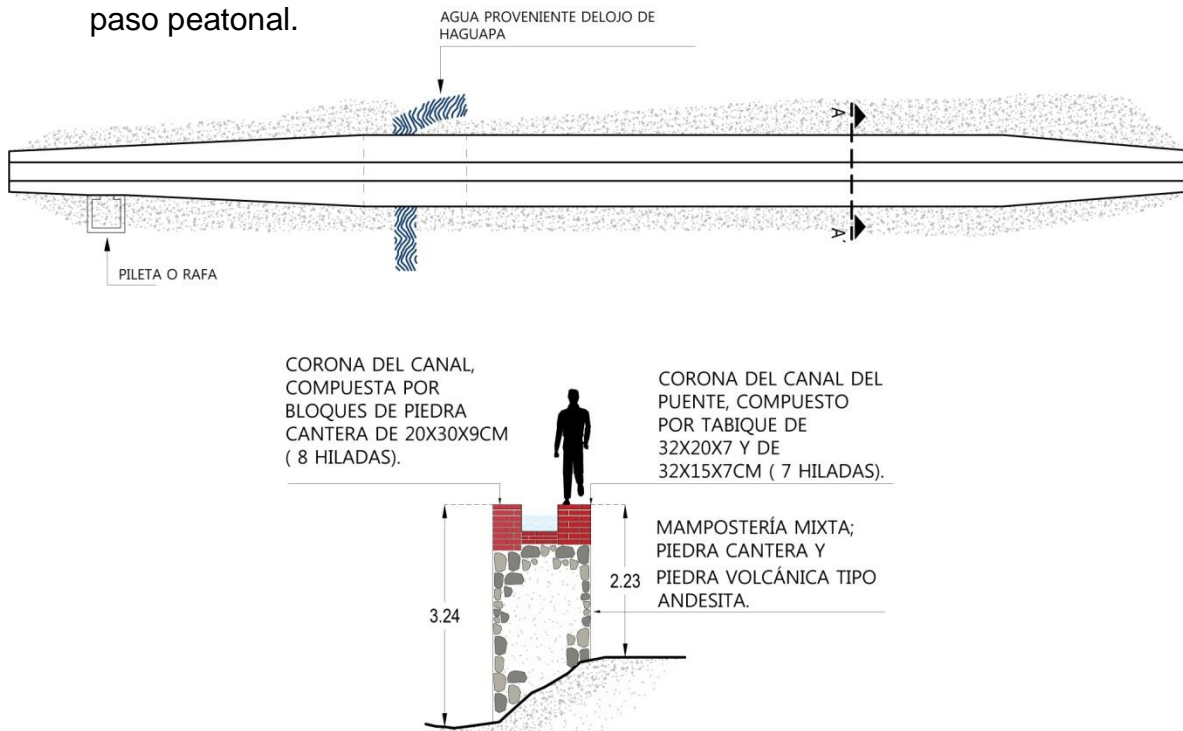 paso peatonal.
AGUA PROVENIENTE DELOJO DE
HAGUAPA
A
A'
PILETA O RAFA
CORONA DEL CANAL,
COMPUESTA POR
BLOQUES DE PIEDRA
CANTERA DE 20X30X9CM
( 8 HILADAS).
CORONA DEL CANAL DEL
PUENTE, COMPUESTO
POR TABIQUE DE
32X20X7 Y DE
32X15X7CM ( 7 HILADAS).
MAMPOSTERÍA MIXTA;
PIEDRA CANTERA Y
PIEDRA VOLCÁNICA TIPO
ANDESITA.
3.24
2.23